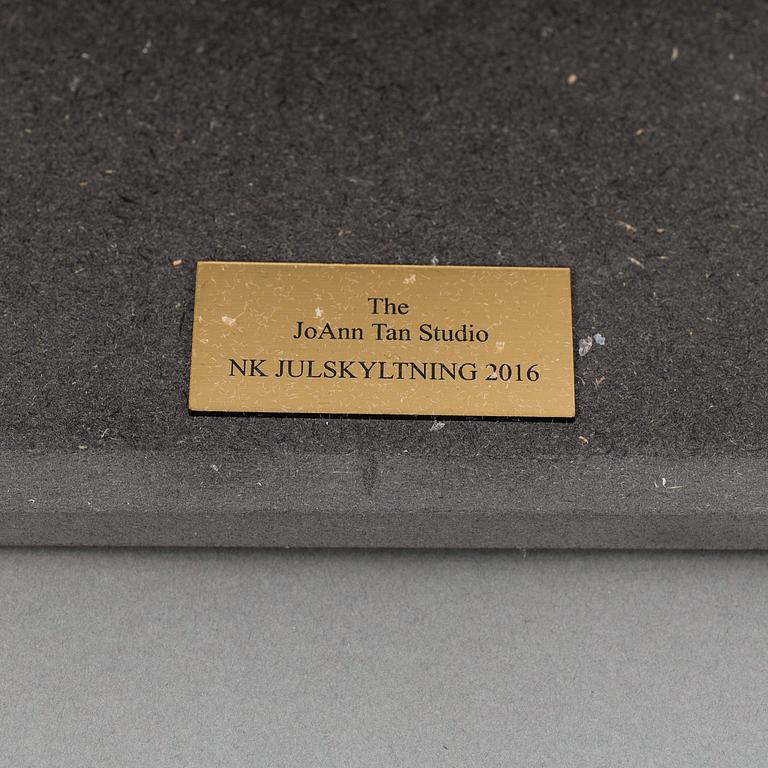 The
JoAnn Tan Studio
NK JULSKYLTNING 2016